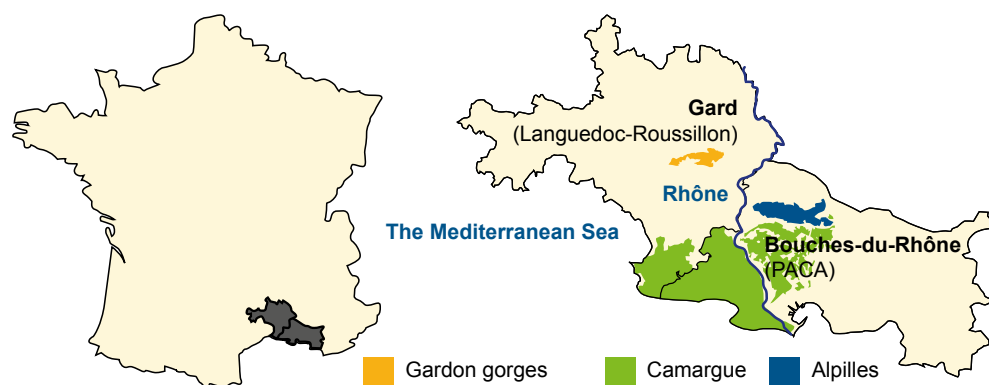 Gard
(Languedoc-Roussillon)
Rhône
The Mediterranean Sea
Bouches-du-Rhône
(PACA)
Gardon gorges
Camargue
Alpilles